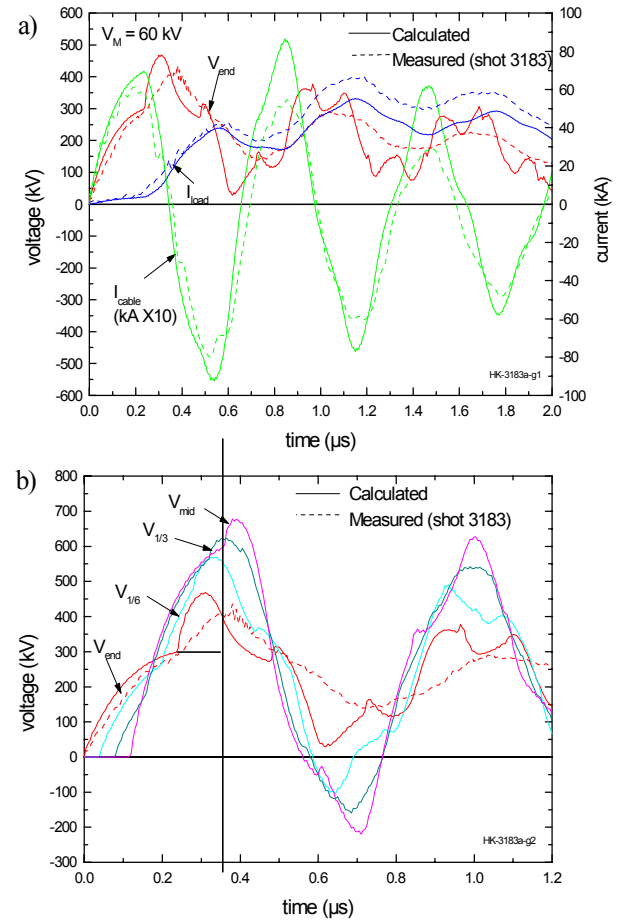 a)
V_M = 60 kV
Calculated
Measured (shot 3183)
V_end
I_load
I_cable
(kA X10)
HK-3183a-g1
voltage (kV)
600
500
400
300
200
100
0
-100
-200
-300
-400
-500
-600
current (kA)
100
80
60
40
20
0
-20
-40
-60
-80
-100
0.0 0.2 0.4 0.6 0.8 1.0 1.2 1.4 1.6 1.8 2.0
time (μs)
b)
Calculated
Measured (shot 3183)
V_mid
V_1/3
V_1/6
V_end
HK-3183a-g2
voltage (kV)
800
700
600
500
400
300
200
100
0
-100
-200
-300
0.0 0.2 0.4 0.6 0.8 1.0 1.2
time (μs)